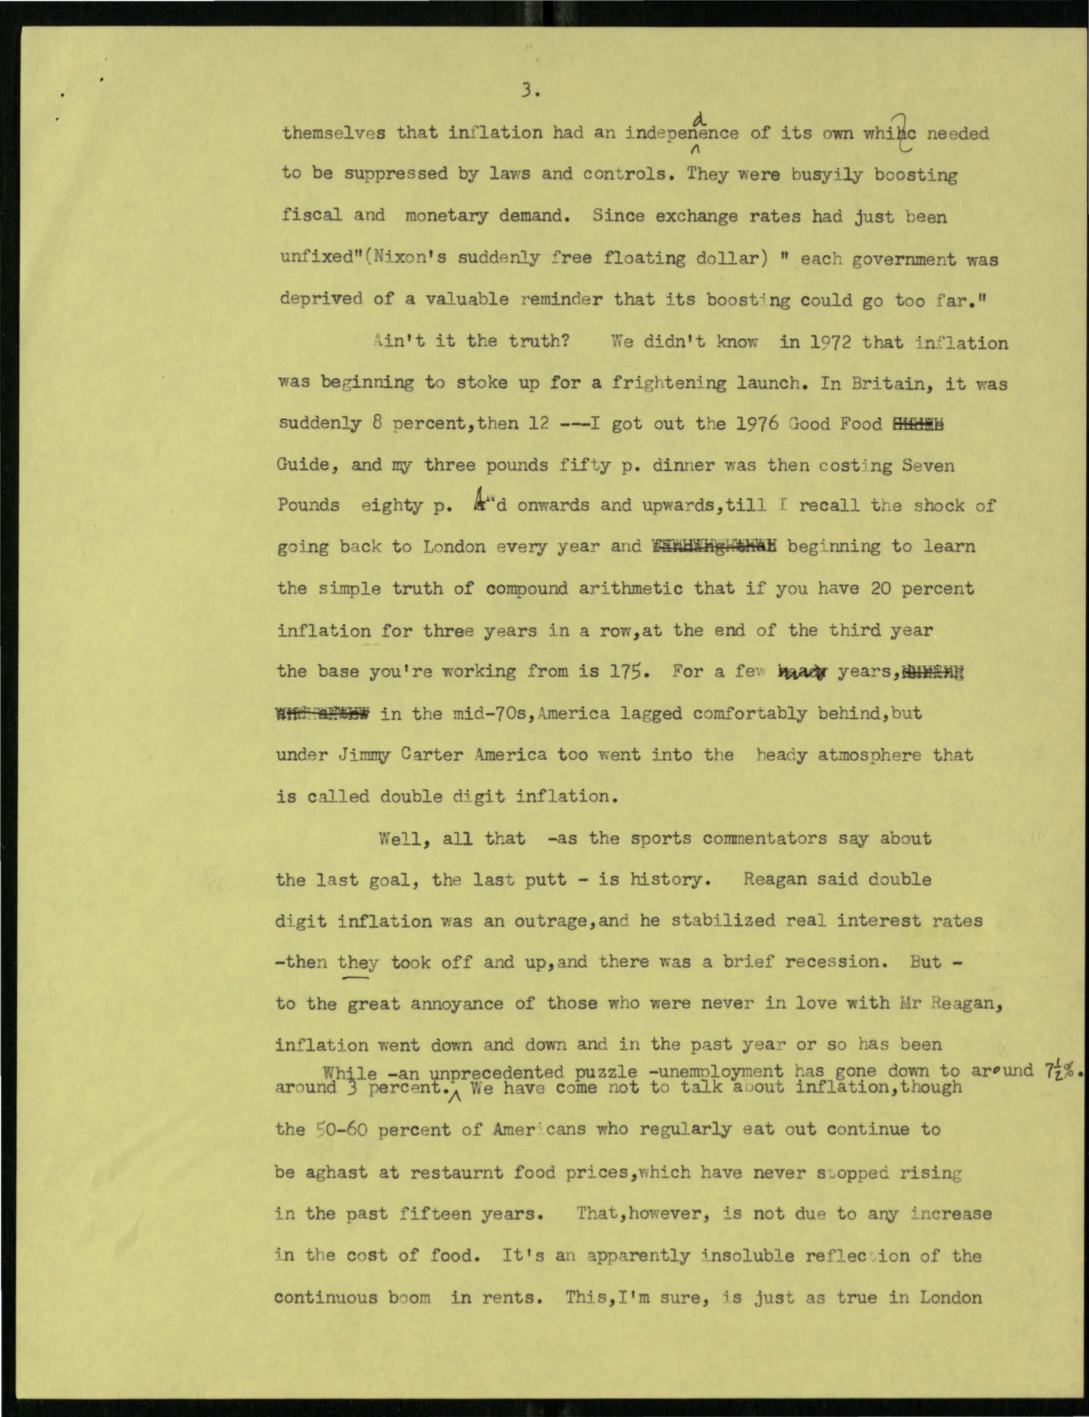 3.
themselves that inflation had an independence of its own whihc needed
to be suppressed by laws and controls. They were busyily boosting
fiscal and monetary demand. Since exchange rates had just been
unfixed"(Nixon's suddenly free floating dollar) " each government was
deprived of a valuable reminder that its boosting could go too far."
Ain't it the truth? We didn't know in 1972 that inflation
was beginning to stoke up for a frightening launch. In Britain, it was
suddenly 8 percent,then 12 ---I got out the 1976 Good Food
Guide, and my three pounds fifty p. dinner was then costing Seven
Pounds eighty p. And onwards and upwards,till I recall the shock of
going back to London every year and beginning to learn
the simple truth of compound arithmetic that if you have 20 percent
inflation for three years in a row,at the end of the third year
the base you're working from is 175. For a few years,
in the mid-70s,America lagged comfortably behind,but
under Jimmy Carter America too went into the heady atmosphere that
is called double digit inflation.
Well, all that -as the sports commentators say about
the last goal, the last putt - is history. Reagan said double
digit inflation was an outrage,and he stabilized real interest rates
-then they took off and up,and there was a brief recession. But -
to the great annoyance of those who were never in love with Mr Reagan,
inflation went down and down and in the past year or so has been
While -an unprecedented puzzle -unemployment has gone down to around 7½%.
around 3 percent. We have come not to talk about inflation,though
the 50-60 percent of Americans who regularly eat out continue to
be aghast at restaurnt food prices,which have never stopped rising
in the past fifteen years. That,however, is not due to any increase
in the cost of food. It's an apparently insoluble reflection of the
continuous boom in rents. This,I'm sure, is just as true in London